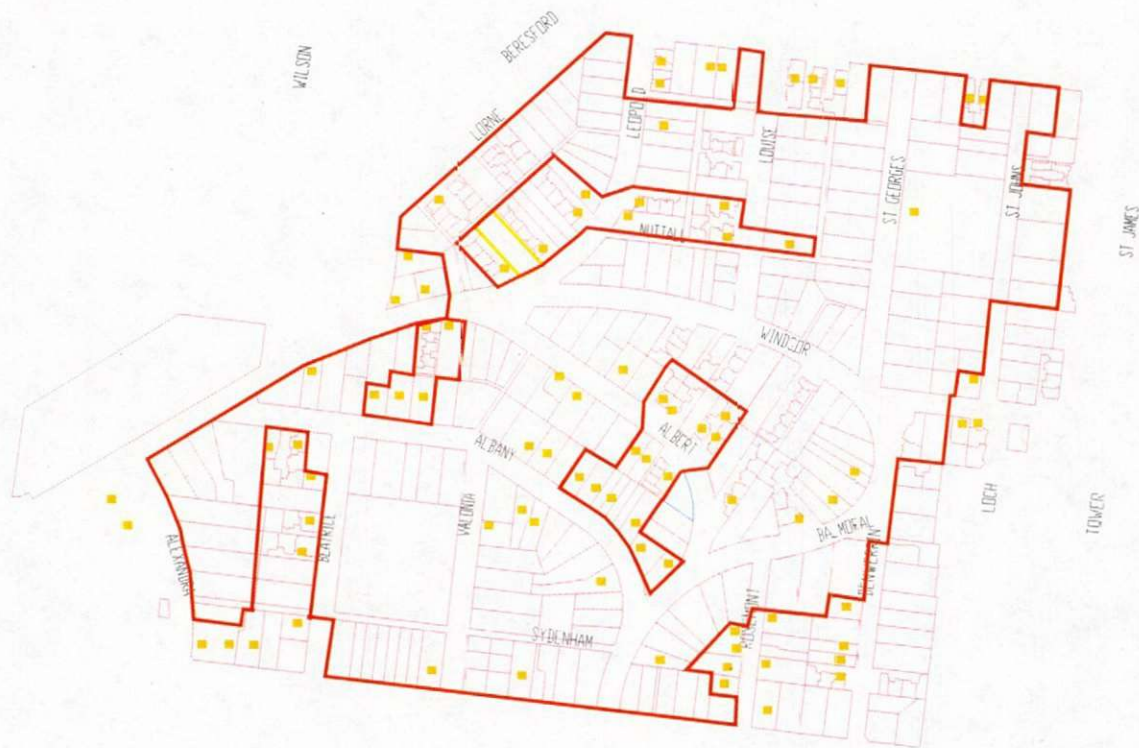 BERESFORD
WILSON
LORNE
LEOPOLD
LOUISE
ST GEORGES
ST JOHNS
ST JAMES
NUTTALL
WINDSOR
ALBERT
ALBANY
VALONIA
BEATRICE
ALEXANDRA
SYDENHAM
ROSEMONT
BALMORAL
LOCH
TOWER